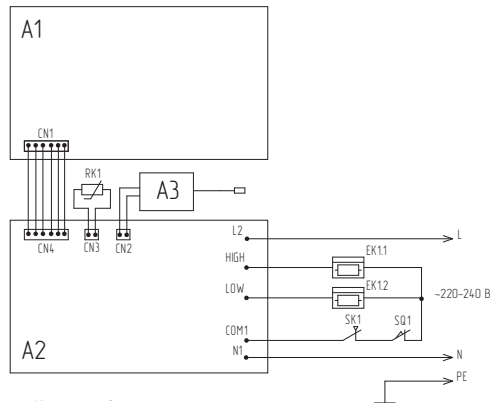 A1
CN1
RK1
A3
CN4
CN3
CN2
L2
L
HIGH
EK1.1
LOW
EK1.2
~220-240 В
COM1
SK1
SQ1
N1
N
A2
PE